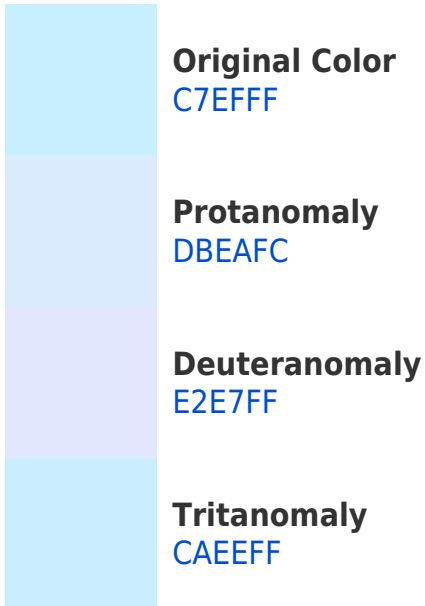 Original Color
C7EFFF
Protanomaly
DBEAFC
Deuteranomaly
E2E7FF
Tritanomaly
CAEEFF